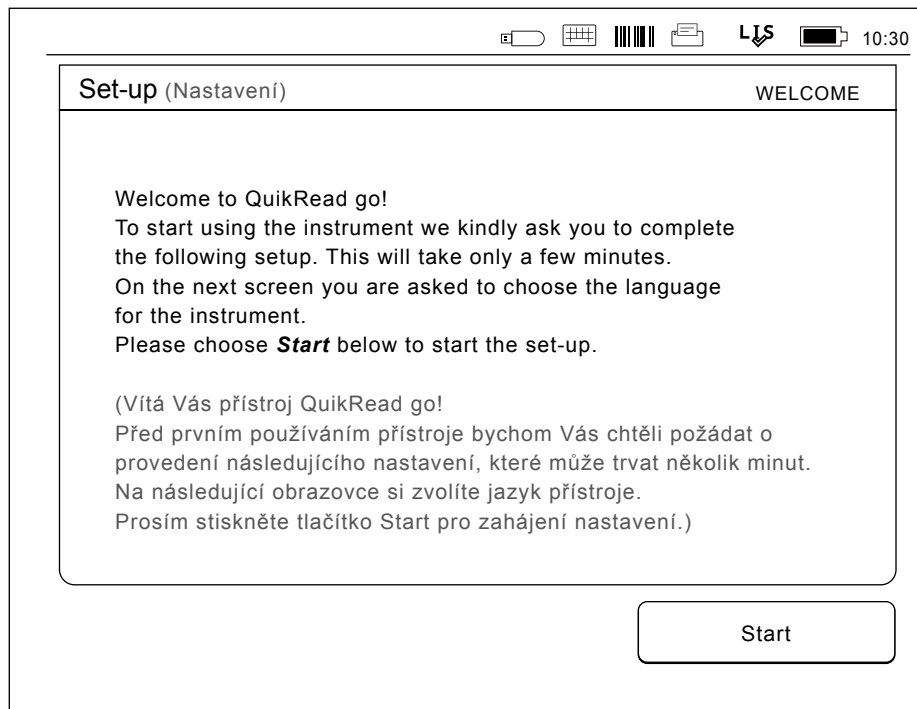 LIS 10:30
Set-up (Nastavení) WELCOME
Welcome to QuikRead go!
To start using the instrument we kindly ask you to complete
the following setup. This will take only a few minutes.
On the next screen you are asked to choose the language
for the instrument.
Please choose Start below to start the set-up.
(Vítá Vás přístroj QuikRead go!
Před prvním používáním přístroje bychom Vás chtěli požádat o
provedení následujícího nastavení, které může trvat několik minut.
Na následující obrazovce si zvolíte jazyk přístroje.
Prosím stiskněte tlačítko Start pro zahájení nastavení.)
Start